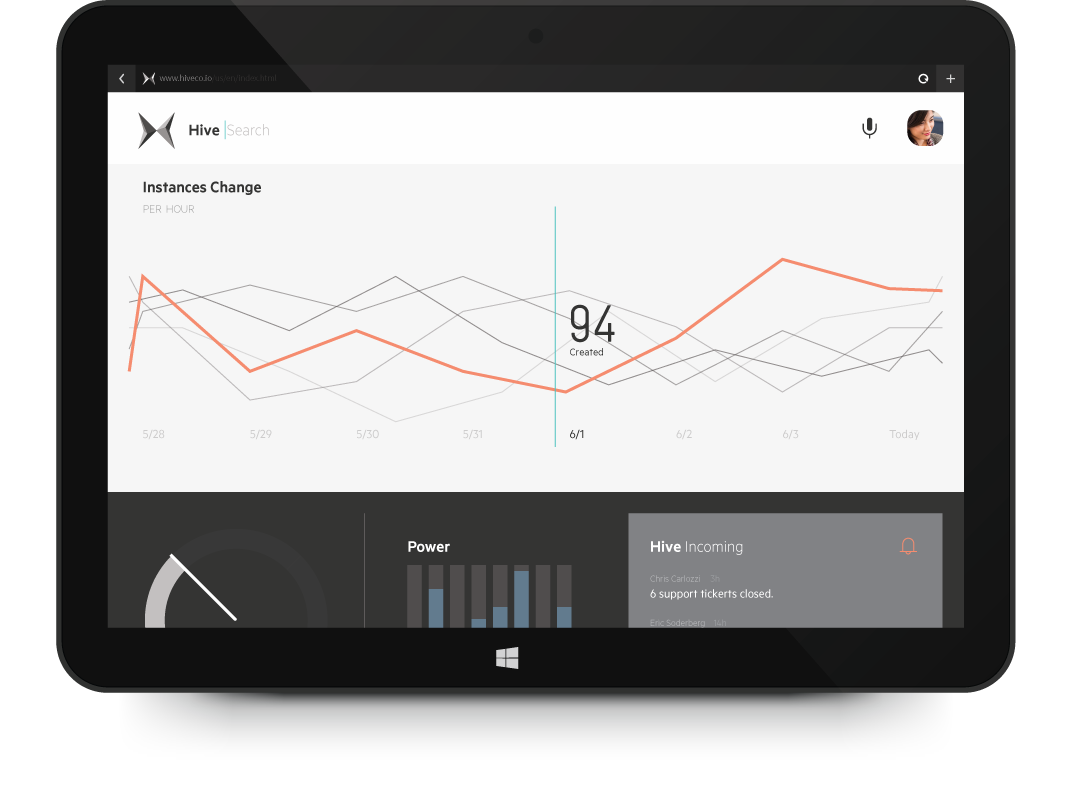 www.hiveco.io/vision/index.html
Hive Search
Instances Change
PER HOUR
94
Created
5/28 5/29 5/30 5/31 6/1 6/2 6/3 Today
Power
Hive Incoming
Chris Carlozzi 3h
6 support tickerts closed.
Eric Soderberg 14h